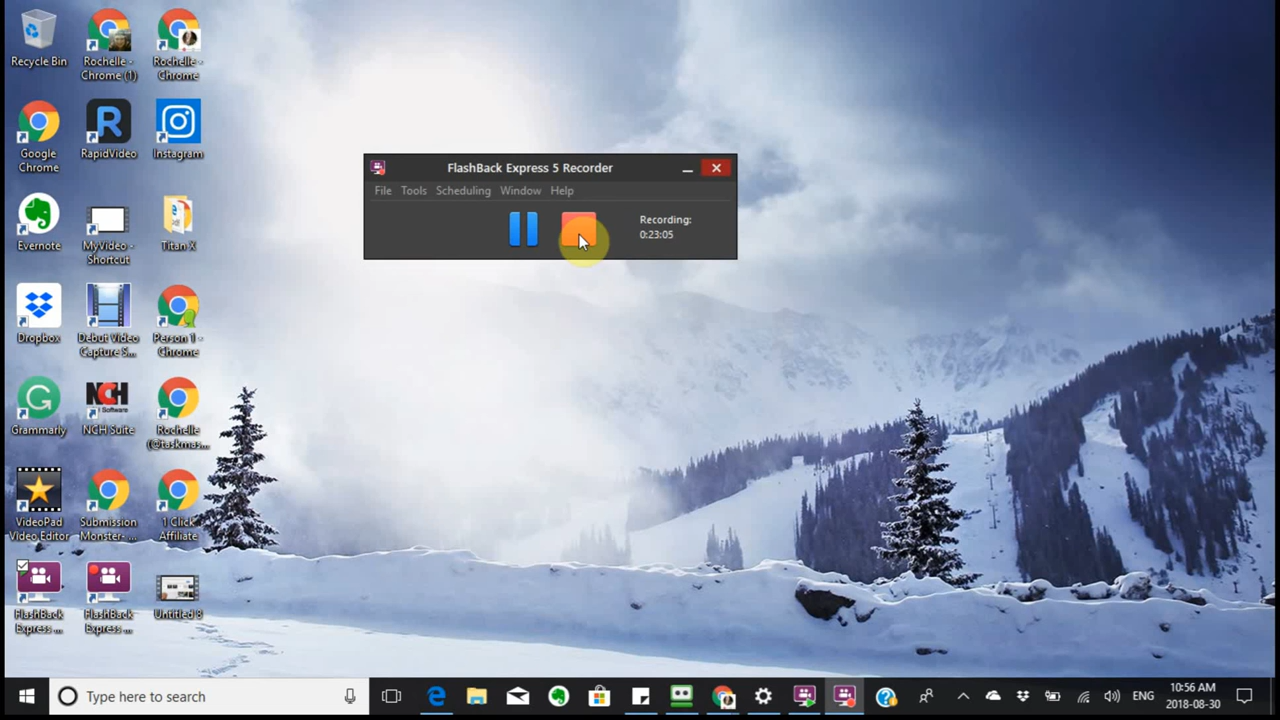 Recycle Bin
Rochelle -
Chrome (1)
Rochelle -
Chrome
Google
Chrome
RapidVideo
Instagram
Evernote
MyVideo -
Shortcut
Titan X
Dropbox
Debut Video
Capture S...
Person 1 -
Chrome
Grammarly
NCH
Software
NCH Suite
Rochelle
(@taskmas...
VideoPad
Video Editor
Submission
Monster-...
1 Click
Affiliate
FlashBack
Express ...
FlashBack
Express ...
Untitled 8
FlashBack Express 5 Recorder
File Tools Scheduling Window Help
Recording:
0:23:05
Type here to search
ENG
10:56 AM
2018-08-30